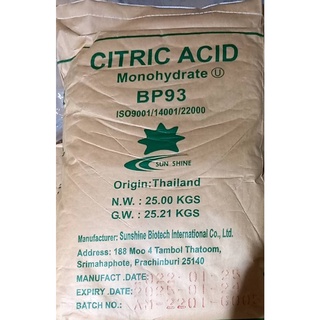 CITRIC ACID
Monohydrate Ⓤ
BP93
ISO9001/14001/22000
SUN SHINE
Origin:Thailand
N.W. : 25.00 KGS
G.W. : 25.21 KGS
Manufacturer: Sunshine Biotech International Co., Ltd.
Address: 188 Moo 4 Tambol Thatoom,
Srimahaphote, Prachinburi 25140
MANUFACT .DATE:
EXPIRY .DATE:
BATCH NO.: